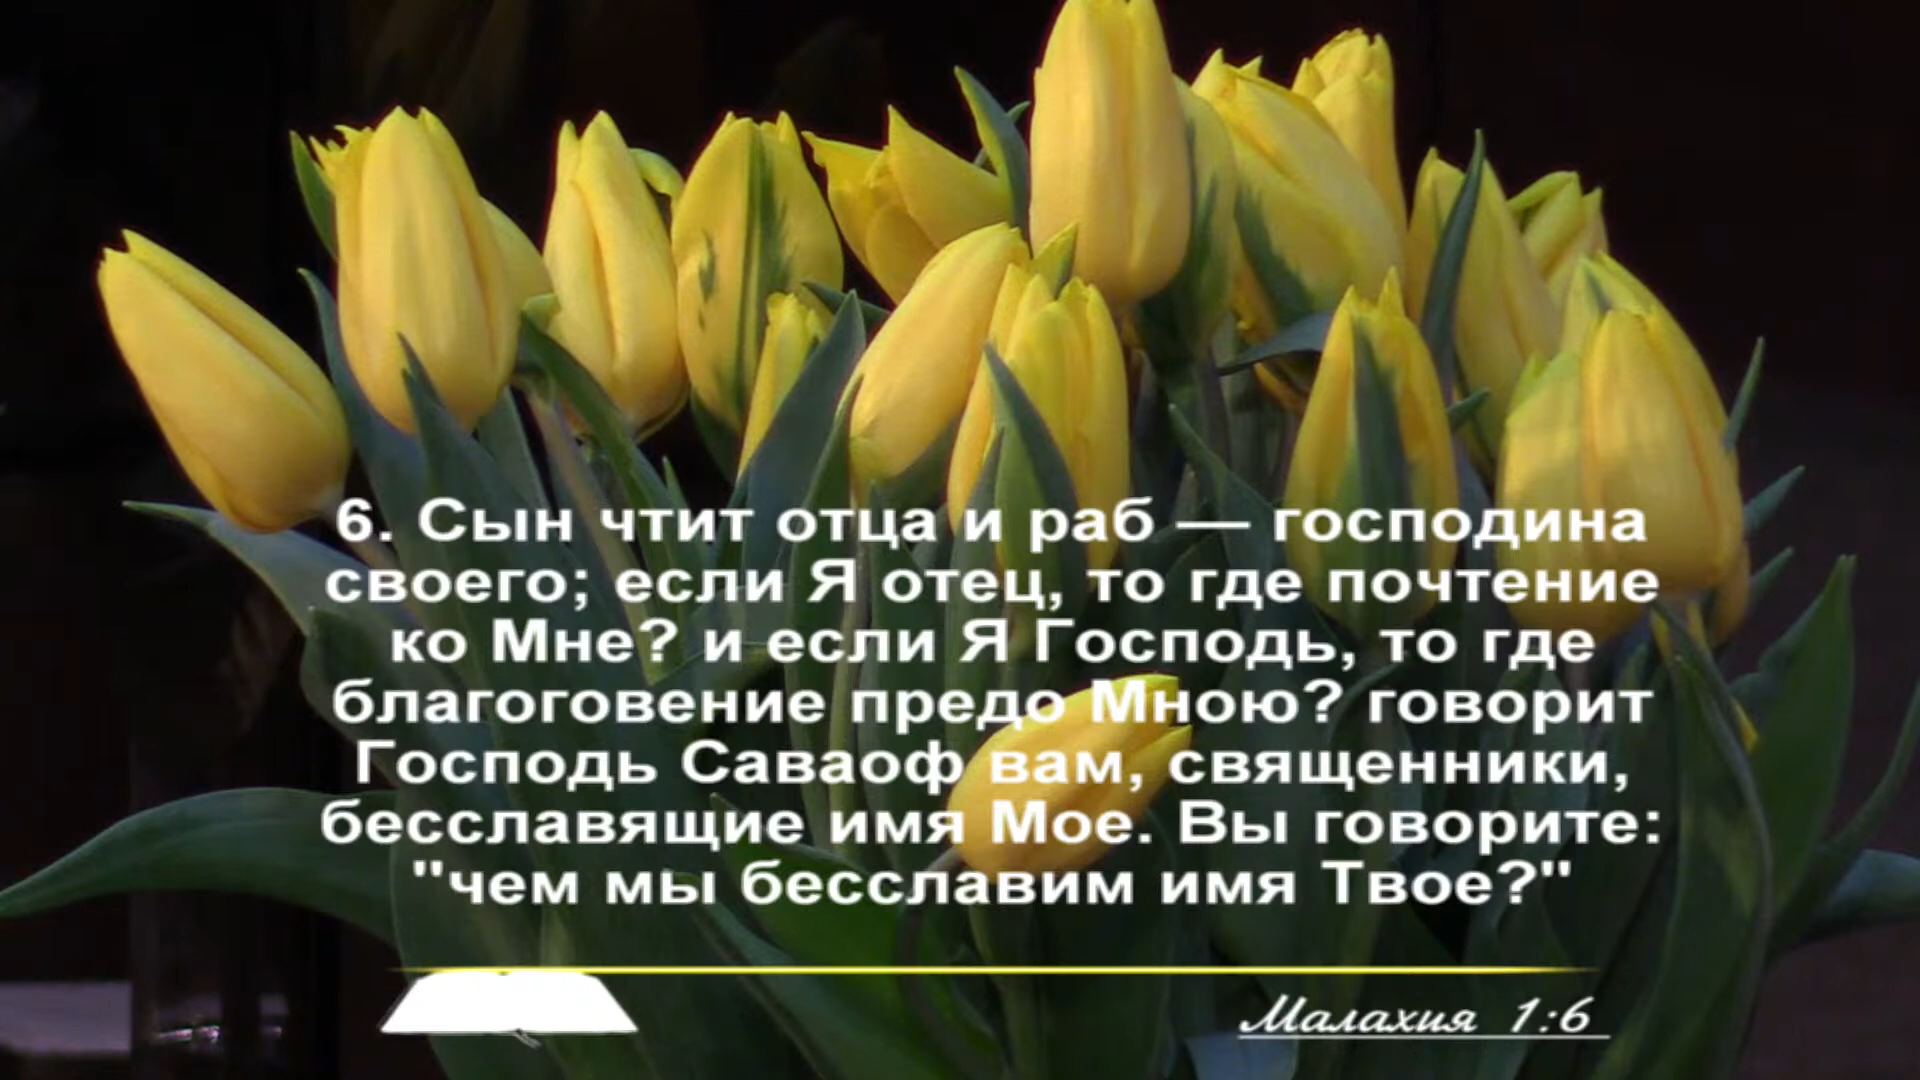 6. Сын чтит отца и раб — господина
своего; если Я отец, то где почтение
ко Мне? и если Я Господь, то где
благоговение предо Мною? говорит
Господь Саваоф вам, священники,
бесславящие имя Мое. Вы говорите:
"чем мы бесславим имя Твое?"
Малахия 1:6